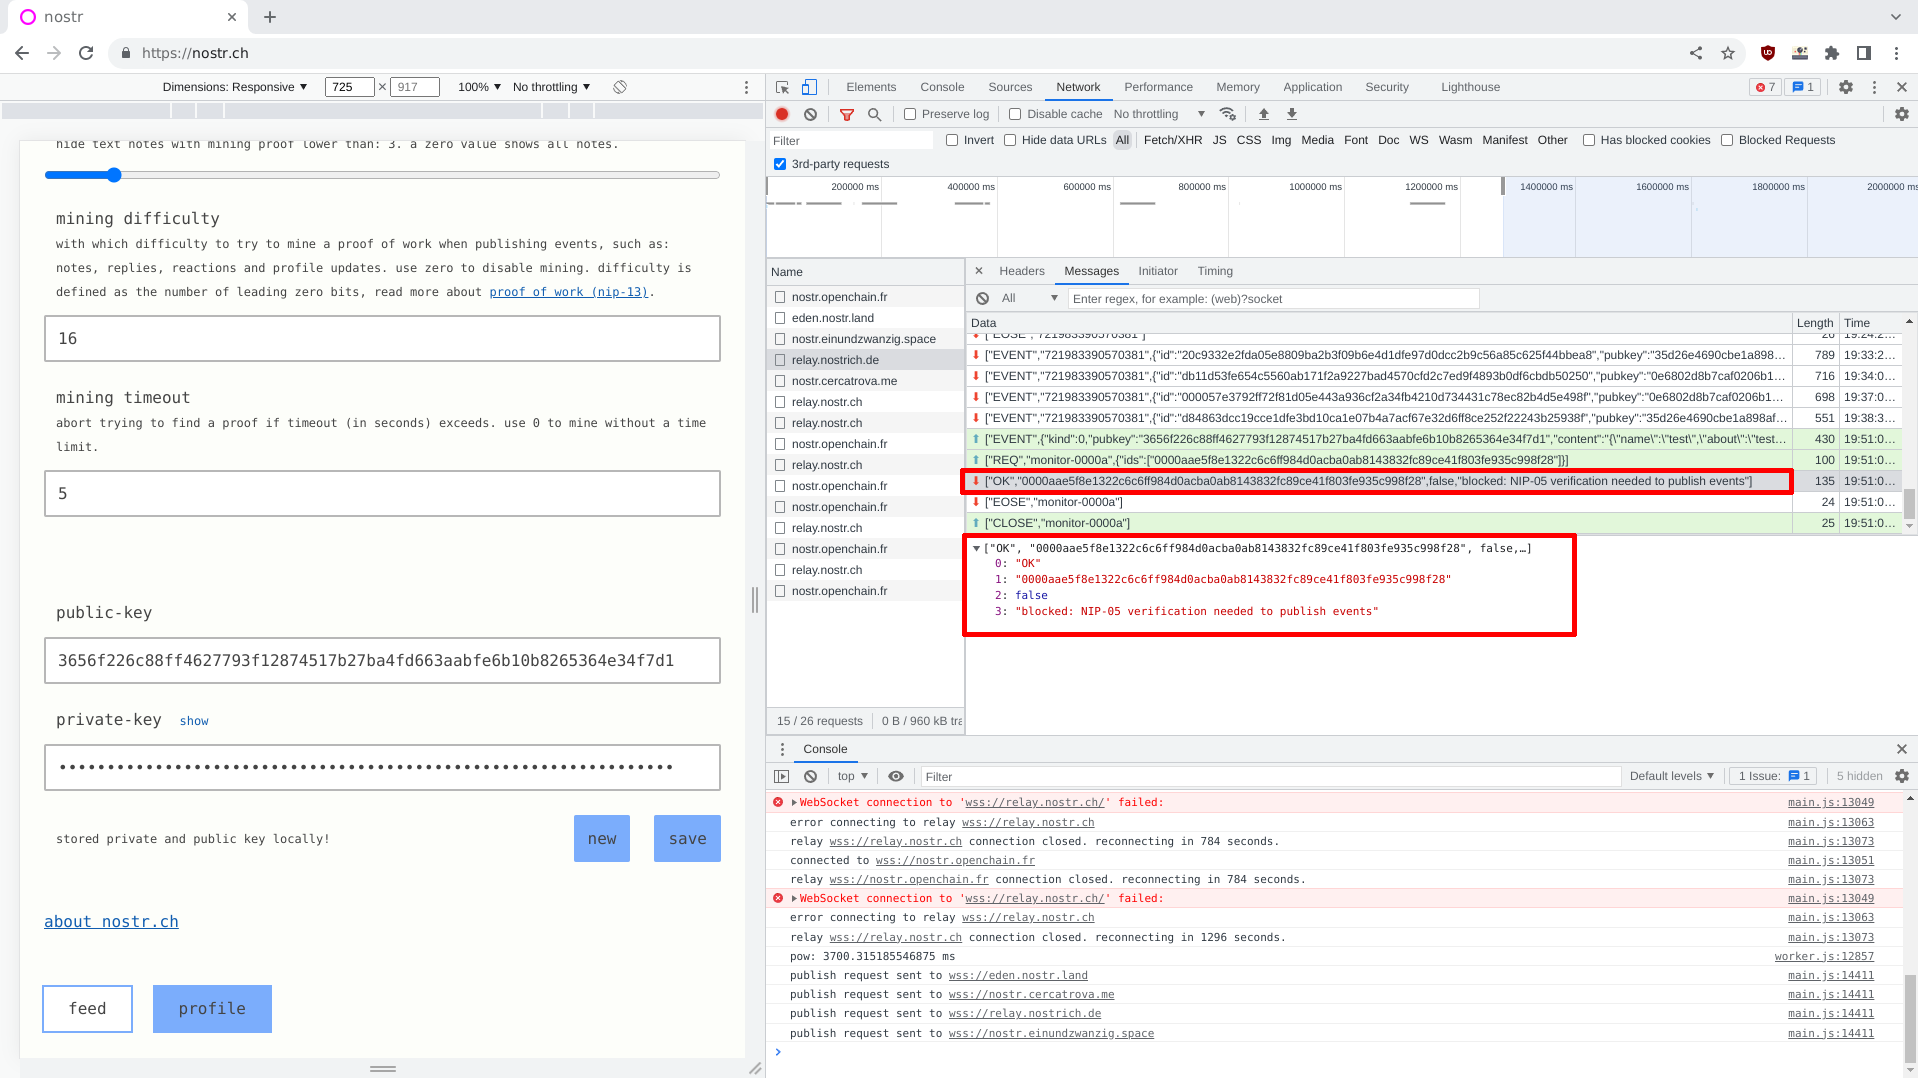 nostr
https://nostr.ch
Dimensions: Responsive 725 × 917 100% No throttling
hide text notes with mining proof lower than: 3. a zero value shows all notes.
mining difficulty
with which difficulty to try to mine a proof of work when publishing events, such as:
notes, replies, reactions and profile updates. use zero to disable mining. difficulty is
defined as the number of leading zero bits, read more about proof of work (nip-13).
16
mining timeout
abort trying to find a proof if timeout (in seconds) exceeds. use 0 to mine without a time
limit.
5
public-key
3656f226c88ff4627793f12874517b27ba4fd663aabfe6b10b8265364e34f7d1
private-key show
••••••••••••••••••••••••••••••••••••••••••••••••••••••••••••••••
stored private and public key locally! new save
about nostr.ch
feed profile
Elements Console Sources Network Performance Memory Application Security Lighthouse 7 1
Preserve log Disable cache No throttling
Filter Invert Hide data URLs All Fetch/XHR JS CSS Img Media Font Doc WS Wasm Manifest Other Has blocked cookies Blocked Requests
3rd-party requests
200000 ms 400000 ms 600000 ms 800000 ms 1000000 ms 1200000 ms 1400000 ms 1600000 ms 1800000 ms 2000000 ms
Name
nostr.openchain.fr
eden.nostr.land
nostr.einundzwanzig.space
relay.nostrich.de
nostr.cercatrova.me
relay.nostr.ch
relay.nostr.ch
nostr.openchain.fr
relay.nostr.ch
nostr.openchain.fr
nostr.openchain.fr
relay.nostr.ch
nostr.openchain.fr
relay.nostr.ch
nostr.openchain.fr
15 / 26 requests 0 B / 960 kB tra
Headers Messages Initiator Timing
All Enter regex, for example: (web)?socket
Data Length Time
["EOSE","721983390570381"] 26 19:24:2…
["EVENT","721983390570381",{"id":"20c9332e2fda05e8809ba2b3f09b6e4d1dfe97d0dcc2b9c56a85c625f44bbea8","pubkey":"35d26e4690cbe1a898… 789 19:33:2…
["EVENT","721983390570381",{"id":"db11d53fe654c5560ab171f2a9227bad4570cfd2c7ed9f4893b0df6cbdb50250","pubkey":"0e6802d8b7caf0206b1… 716 19:34:0…
["EVENT","721983390570381",{"id":"000057e3792ff72f81d05e443a936cf2a34fb4210d734431c78ec82b4d5e498f","pubkey":"0e6802d8b7caf0206b1… 698 19:37:0…
["EVENT","721983390570381",{"id":"d84863dcc19cce1dfe3bd10ca1e07b4a7acf67e32d6ff8ce252f22243b25938f","pubkey":"35d26e4690cbe1a898af… 551 19:38:3…
["EVENT",{"kind":0,"pubkey":"3656f226c88ff4627793f12874517b27ba4fd663aabfe6b10b8265364e34f7d1","content":"{\"name\":\"test\",\"about\":\"test… 430 19:51:0…
["REQ","monitor-0000a",{"ids":["0000aae5f8e1322c6c6ff984d0acba0ab8143832fc89ce41f803fe935c998f28"]}] 100 19:51:0…
["OK","0000aae5f8e1322c6c6ff984d0acba0ab8143832fc89ce41f803fe935c998f28",false,"blocked: NIP-05 verification needed to publish events"] 135 19:51:0…
["EOSE","monitor-0000a"] 24 19:51:0…
["CLOSE","monitor-0000a"] 25 19:51:0…
["OK", "0000aae5f8e1322c6c6ff984d0acba0ab8143832fc89ce41f803fe935c998f28", false,…]
0: "OK"
1: "0000aae5f8e1322c6c6ff984d0acba0ab8143832fc89ce41f803fe935c998f28"
2: false
3: "blocked: NIP-05 verification needed to publish events"
Console
top Filter Default levels 1 Issue: 1 5 hidden
WebSocket connection to 'wss://relay.nostr.ch/' failed: main.js:13049
error connecting to relay wss://relay.nostr.ch main.js:13063
relay wss://relay.nostr.ch connection closed. reconnecting in 784 seconds. main.js:13073
connected to wss://nostr.openchain.fr main.js:13051
relay wss://nostr.openchain.fr connection closed. reconnecting in 784 seconds. main.js:13073
WebSocket connection to 'wss://relay.nostr.ch/' failed: main.js:13049
error connecting to relay wss://relay.nostr.ch main.js:13063
relay wss://relay.nostr.ch connection closed. reconnecting in 1296 seconds. main.js:13073
pow: 3700.315185546875 ms worker.js:12857
publish request sent to wss://eden.nostr.land main.js:14411
publish request sent to wss://nostr.cercatrova.me main.js:14411
publish request sent to wss://relay.nostrich.de main.js:14411
publish request sent to wss://nostr.einundzwanzig.space main.js:14411